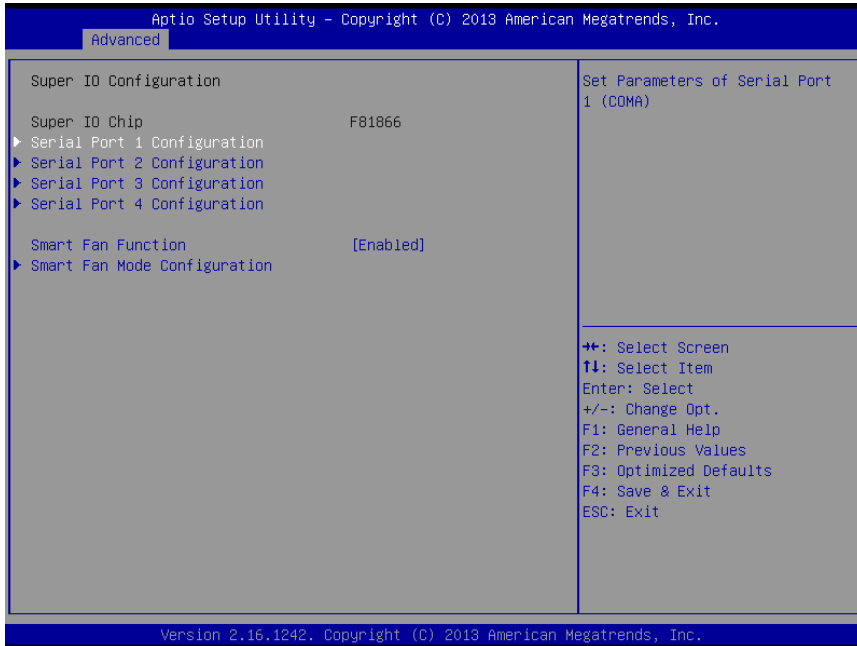 Aptio Setup Utility – Copyright (C) 2013 American Megatrends, Inc.
Advanced
Super IO Configuration
Super IO Chip F81866
Serial Port 1 Configuration
Serial Port 2 Configuration
Serial Port 3 Configuration
Serial Port 4 Configuration
Smart Fan Function [Enabled]
Smart Fan Mode Configuration
Set Parameters of Serial Port
1 (COMA)
→←: Select Screen
↑↓: Select Item
Enter: Select
+/-: Change Opt.
F1: General Help
F2: Previous Values
F3: Optimized Defaults
F4: Save & Exit
ESC: Exit
Version 2.16.1242. Copyright (C) 2013 American Megatrends, Inc.